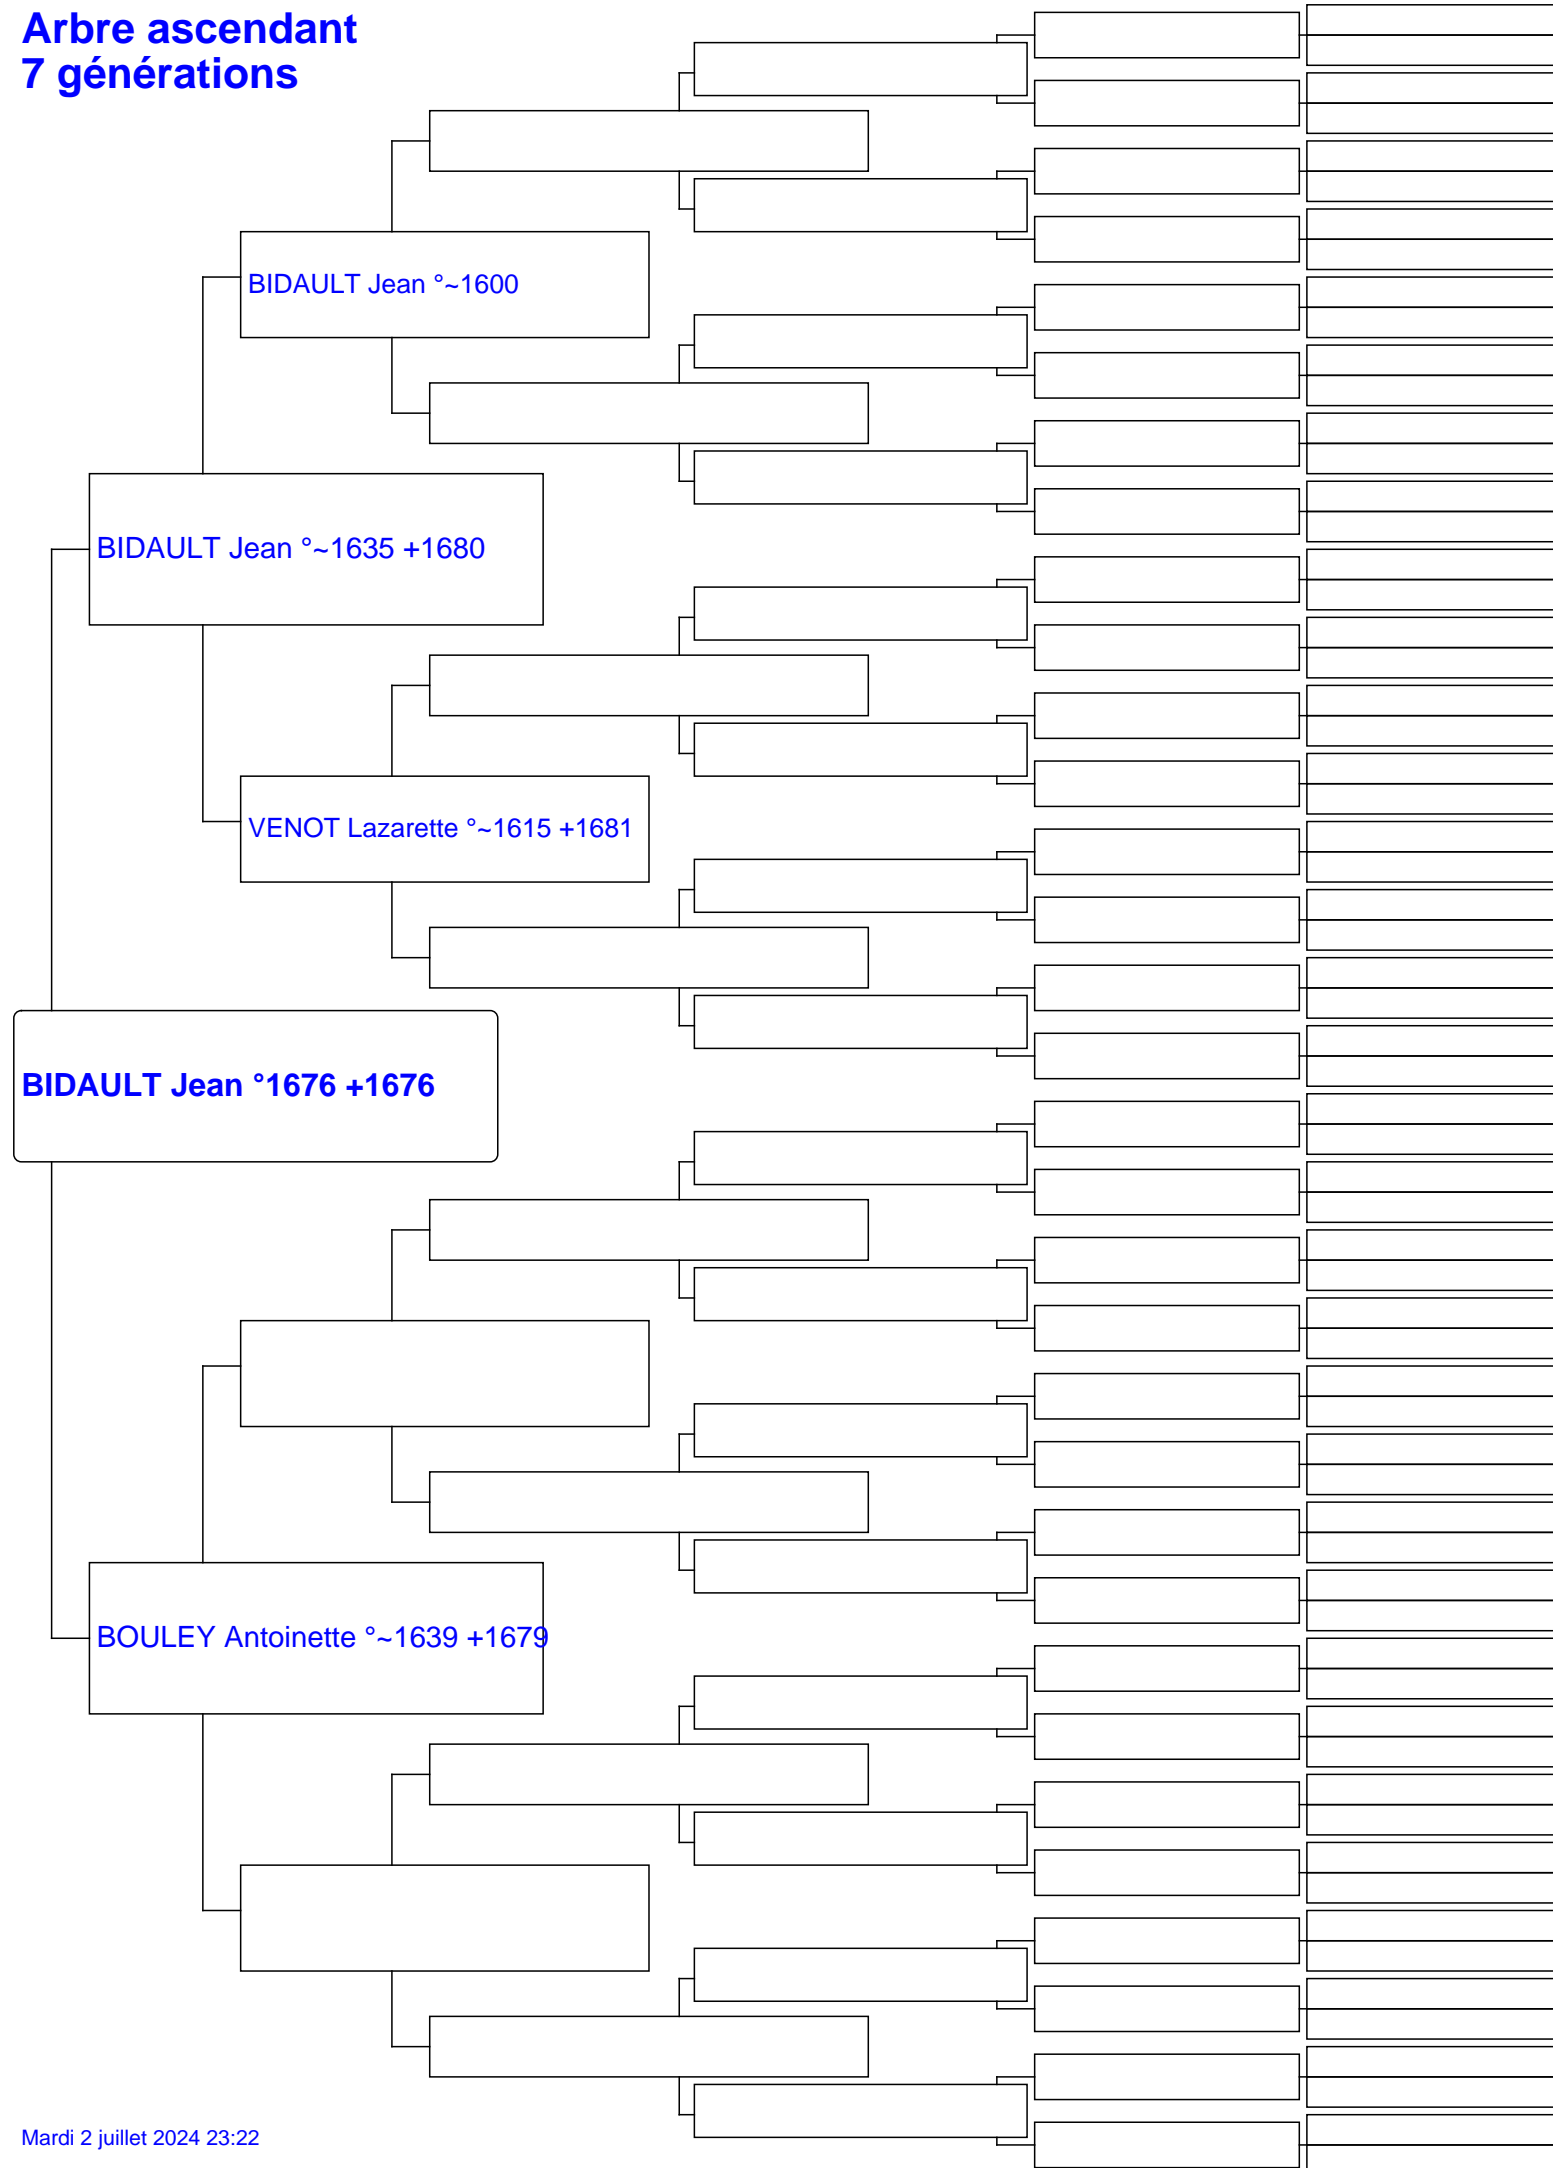 Arbre ascendant
7 générations
BIDAULT Jean °~1600
BIDAULT Jean °~1635 +1680
VENOT Lazarette °~1615 +1681
BIDAULT Jean °1676 +1676
BOULEY Antoinette °~1639 +1679
Mardi 2 juillet 2024 23:22